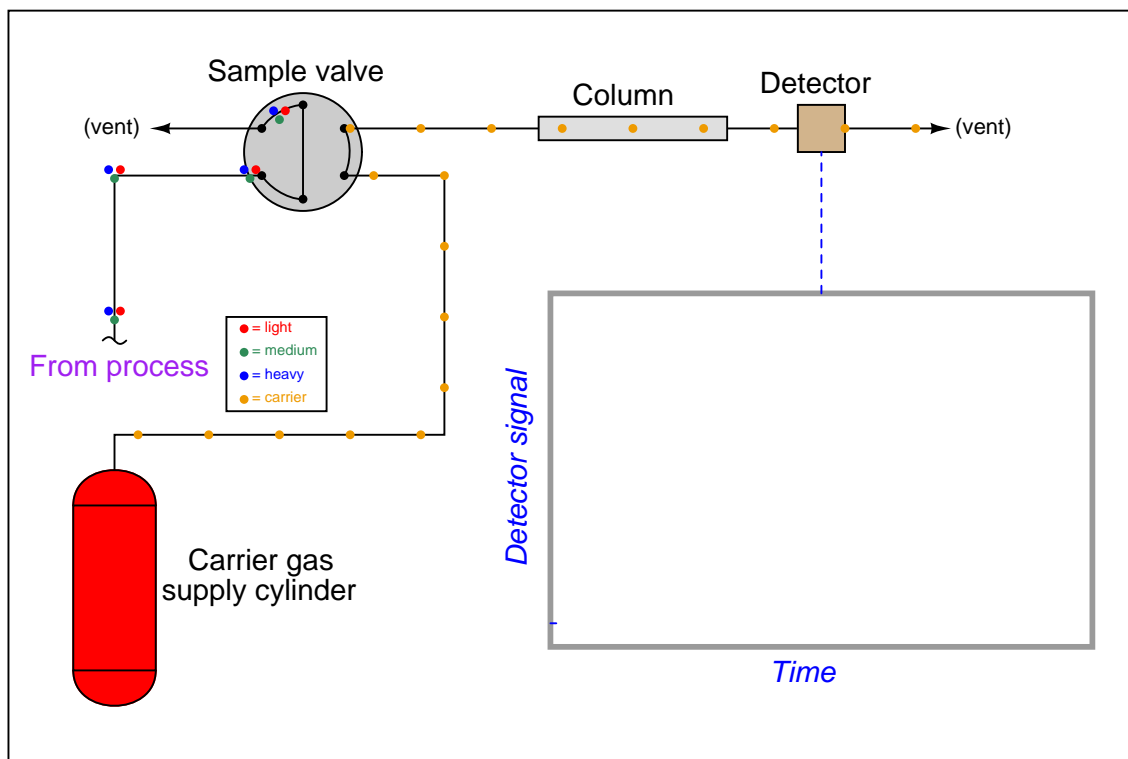 Sample valve
Column
Detector
(vent)
(vent)
= light
= medium
= heavy
= carrier
From process
Detector signal
Carrier gas
supply cylinder
Time